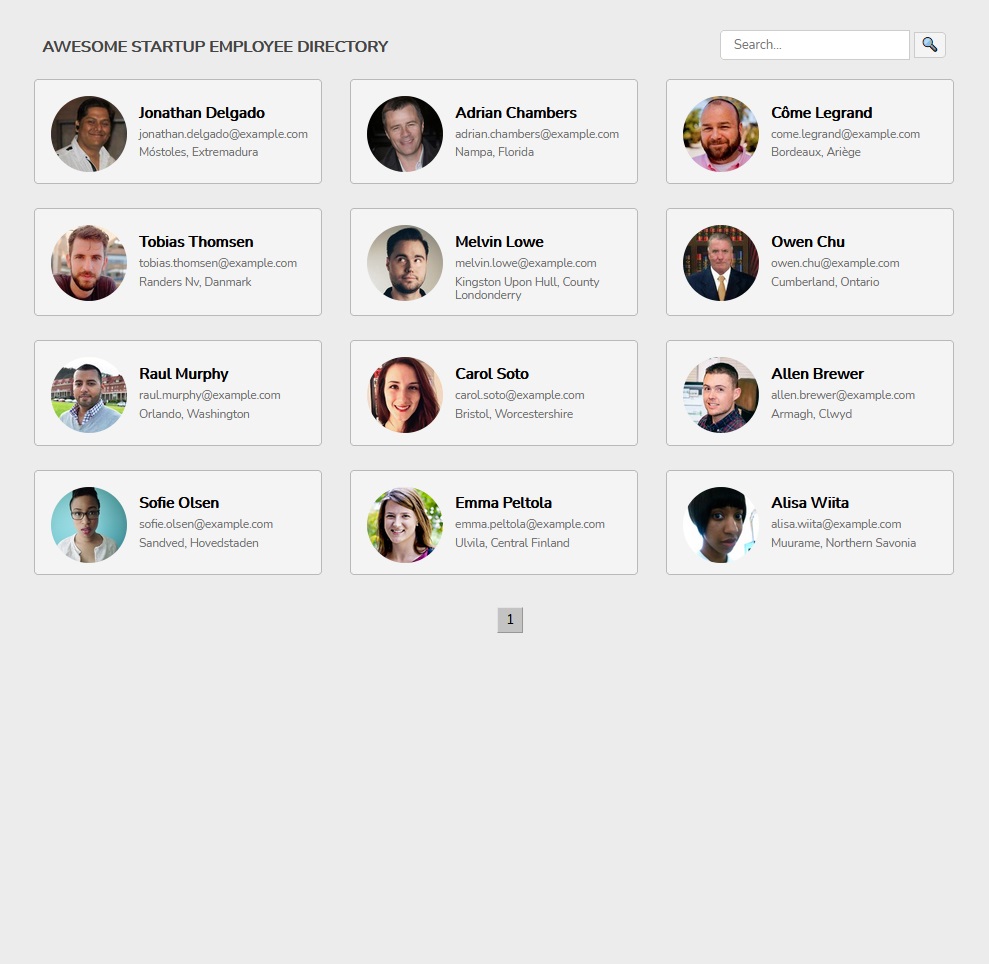 AWESOME STARTUP EMPLOYEE DIRECTORY
Search...
Jonathan Delgado
jonathan.delgado@example.com
Móstoles, Extremadura
Adrian Chambers
adrian.chambers@example.com
Nampa, Florida
Côme Legrand
come.legrand@example.com
Bordeaux, Ariège
Tobias Thomsen
tobias.thomsen@example.com
Randers Nv, Danmark
Melvin Lowe
melvin.lowe@example.com
Kingston Upon Hull, County
Londonderry
Owen Chu
owen.chu@example.com
Cumberland, Ontario
Raul Murphy
raul.murphy@example.com
Orlando, Washington
Carol Soto
carol.soto@example.com
Bristol, Worcestershire
Allen Brewer
allen.brewer@example.com
Armagh, Clwyd
Sofie Olsen
sofie.olsen@example.com
Sandved, Hovedstaden
Emma Peltola
emma.peltola@example.com
Ulvila, Central Finland
Alisa Wiita
alisa.wiita@example.com
Muurame, Northern Savonia
1